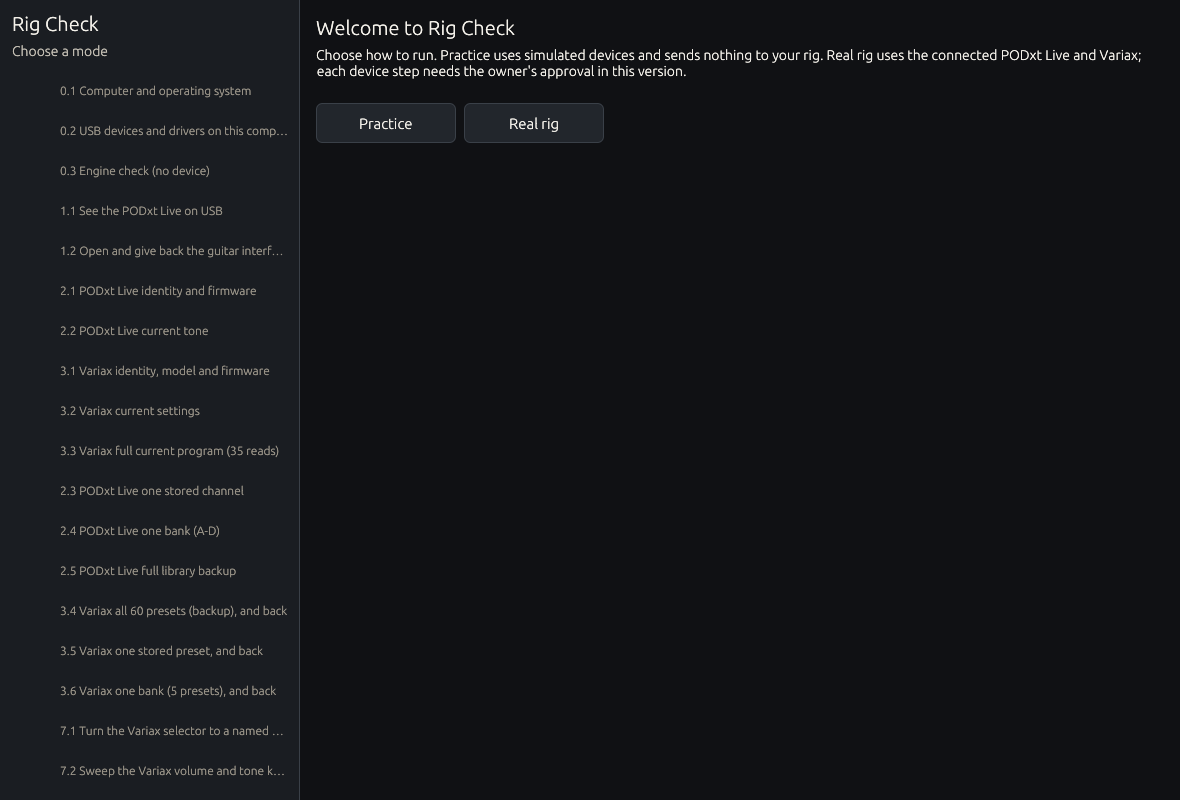 Rig Check
Choose a mode
0.1 Computer and operating system
0.2 USB devices and drivers on this comp…
0.3 Engine check (no device)
1.1 See the PODxt Live on USB
1.2 Open and give back the guitar interf…
2.1 PODxt Live identity and firmware
2.2 PODxt Live current tone
3.1 Variax identity, model and firmware
3.2 Variax current settings
3.3 Variax full current program (35 reads)
2.3 PODxt Live one stored channel
2.4 PODxt Live one bank (A-D)
2.5 PODxt Live full library backup
3.4 Variax all 60 presets (backup), and back
3.5 Variax one stored preset, and back
3.6 Variax one bank (5 presets), and back
7.1 Turn the Variax selector to a named …
7.2 Sweep the Variax volume and tone k…
Welcome to Rig Check
Choose how to run. Practice uses simulated devices and sends nothing to your rig. Real rig uses the connected PODxt Live and Variax;
each device step needs the owner's approval in this version.
Practice
Real rig